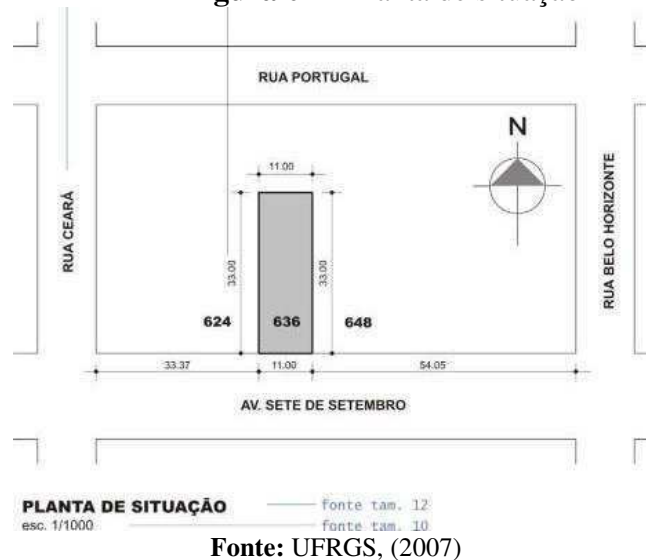 RUA PORTUGAL
N
11.00
RUA CEARÁ
RUA BELO HORIZONTE
33.00
33.00
624
636
648
33.37
11.00
54.05
AV. SETE DE SETEMBRO
PLANTA DE SITUAÇÃO
fonte tam. 12
esc. 1/1000
fonte tam. 10
Fonte: UFRGS, (2007)